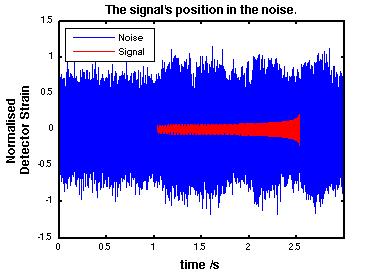 The signal's position in the noise.
1.5
Noise
Signal
1
0.5
0
-0.5
-1
-1.5
Normalised
Detector Strain
0 0.5 1 1.5 2 2.5
time /s